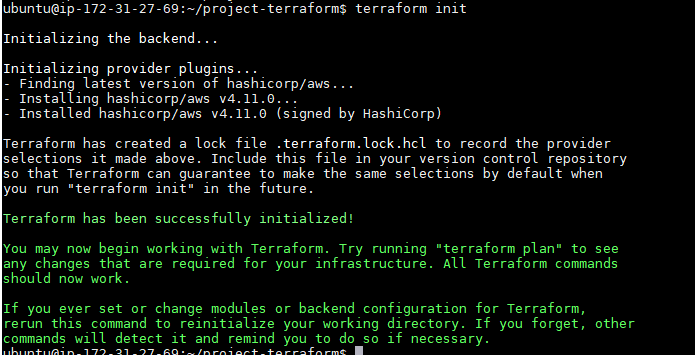 ubuntu@ip-172-31-27-69:~/project-terraform$ terraform init
Initializing the backend...
Initializing provider plugins...
- Finding latest version of hashicorp/aws...
- Installing hashicorp/aws v4.11.0...
- Installed hashicorp/aws v4.11.0 (signed by HashiCorp)
Terraform has created a lock file .terraform.lock.hcl to record the provider
selections it made above. Include this file in your version control repository
so that Terraform can guarantee to make the same selections by default when
you run "terraform init" in the future.
Terraform has been successfully initialized!
You may now begin working with Terraform. Try running "terraform plan" to see
any changes that are required for your infrastructure. All Terraform commands
should now work.
If you ever set or change modules or backend configuration for Terraform,
rerun this command to reinitialize your working directory. If you forget, other
commands will detect it and remind you to do so if necessary.
ubuntu@ip-172-31-27-69:~/project-terraform$